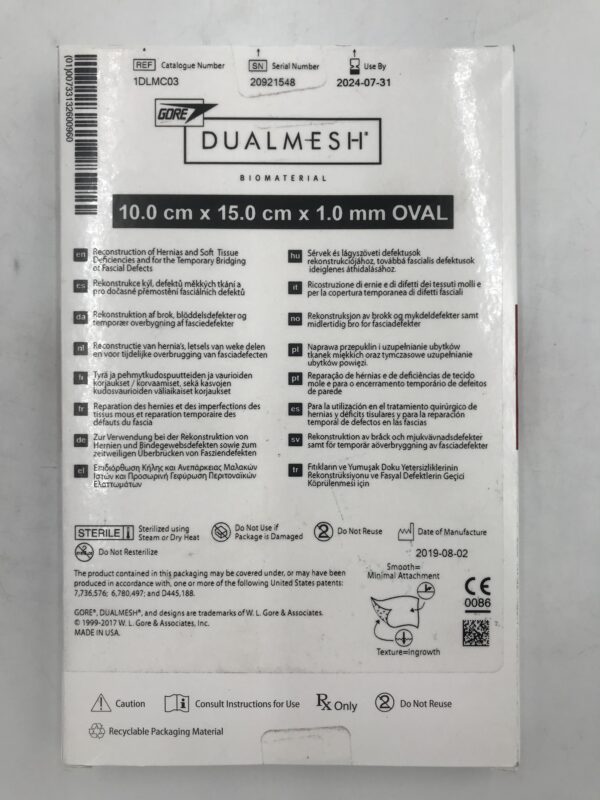 REF Catalogue Number
1DLMC03
SN Serial Number
20921548
Use By
2024-07-31
(01)00733132600960
GORE
DUALMESH®
BIOMATERIAL
10.0 cm x 15.0 cm x 1.0 mm OVAL
en Reconstruction of Hernias and Soft Tissue
Deficiencies and for the Temporary Bridging
of Fascial Defects
cs Rekonstrukce kýl, defektů měkkých tkání a
pro dočasné přemostění fasciálních defektů
da Rekonstruktion af brok, bløddelsdefekter og
temporær overbygning af fasciedefekter
nl Reconstructie van hernia's, letsels van weke delen
en voor tijdelijke overbrugging van fasciadefecten
fi Tyrä ja pehmytkudospuutteiden ja vaurioiden
korjaukset / korvaamiset, sekä kasvojen
kudosvaurioiden väliaikaiset korjaukset
fr Reparation des hernies et des imperfections des
tissus mous et reparation temporaire des
défauts du fascia
de Zur Verwendung bei der Rekonstruktion von
Hernien und Bindegewebsdefekten sowie zum
zeitweiligen Überbrücken von Fasziendefekten
el Επιδιόρθωση Κήλης και Ανεπάρκειας Μαλακών
Ιστών και Προσωρινή Γεφύρωση Περιτοναϊκών
Ελαττωμάτων
hu Sérvek és lágyszöveti defektusok
rekonstrukciójához, továbbá fascialis defektusok
ideiglenes áthidalásához.
it Ricostruzione di ernie e di difetti dei tessuti molli e
per la copertura temporanea di difetti fasciali
no Rekonstruksjon av brokk og mykdeldefekter samt
midlertidig bro for fasciadefekter
pl Naprawa przepuklin i uzupełnianie ubytków
tkanek miękkich oraz tymczasowe uzupełnianie
ubytków powięzi.
pt Reparação de hérnias e de deficiências de tecido
mole e para o encerramento temporário de defeitos
de parede
es Para la utilización en el tratamiento quirúrgico de
hernias y déficits tisulares y para la reparación
temporal de defectos en las fascias
sv Rekonstruktion av bråck och mjukvävnadsdefekter
samt för temporär aöverbryggning av fasciadefekter
tr Fıtıkların ve Yumuşak Doku Yetersizliklerinin
Rekonstrüksiyonu ve Fasyal Defektlerin Geçici
Köprülenmesi için
STERILE Sterilized using
Steam or Dry Heat
Do Not Use if
Package is Damaged
2 Do Not Reuse
Date of Manufacture
2019-08-02
Do Not Resterilize
The product contained in this packaging may be covered under, or may have been
produced in accordance with, one or more of the following United States patents:
7,736,576; 6,780,497; and D445,188.
GORE®, DUALMESH®, and designs are trademarks of W. L. Gore & Associates.
© 1999-2017 W. L. Gore & Associates, Inc.
MADE IN USA.
Smooth=
Minimal Attachment
Texture=Ingrowth
CE
0086
Caution
Consult Instructions for Use
Rx Only
2 Do Not Reuse
Recyclable Packaging Material